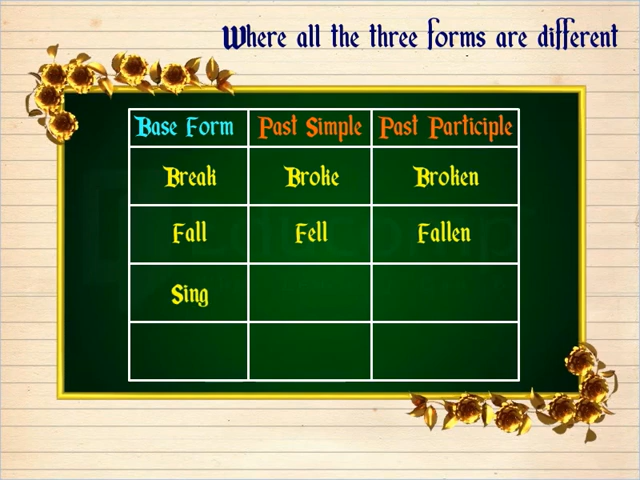 Where all the three forms are different
Base Form Past Simple Past Participle
Break Broke Broken
Fall Fell Fallen
Sing